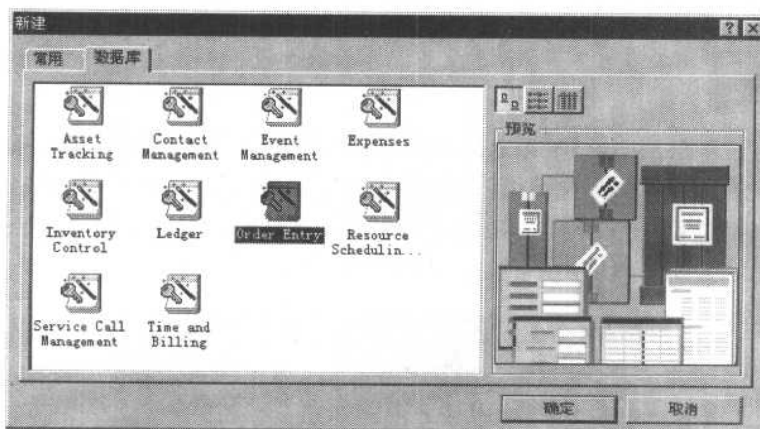 新建
常用 数据库
Asset Contact Event Expenses
Tracking Management Management
Inventory Ledger Order Entry Resource
Control Schedulin...
Service Call Time and
Management Billing
预览
确定 取消